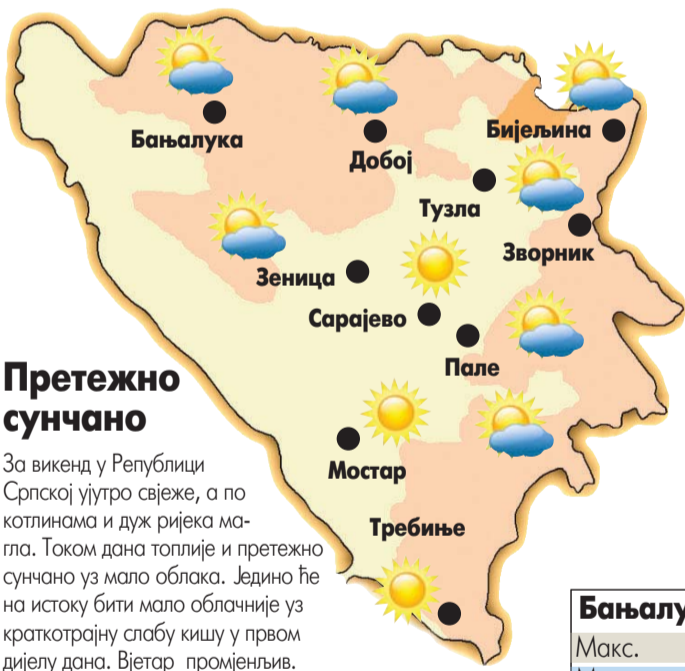 Бањалука
Добој
Бијељина
Тузла
Зворник
Зеница
Сарајево
Пале
Мостар
Требиње
Претежно
сунчано
За викенд у Републици
Српској ујутро свјеже, а по
котлинама и дуж ријека ма-
гла. Током дана топлије и претежно
сунчано уз мало облака. Једино ће
на истоку бити мало облачније уз
краткотрајну слабу кишу у првом
дијелу дана. Вјетар промјенљив.
Бањалу
Макс.